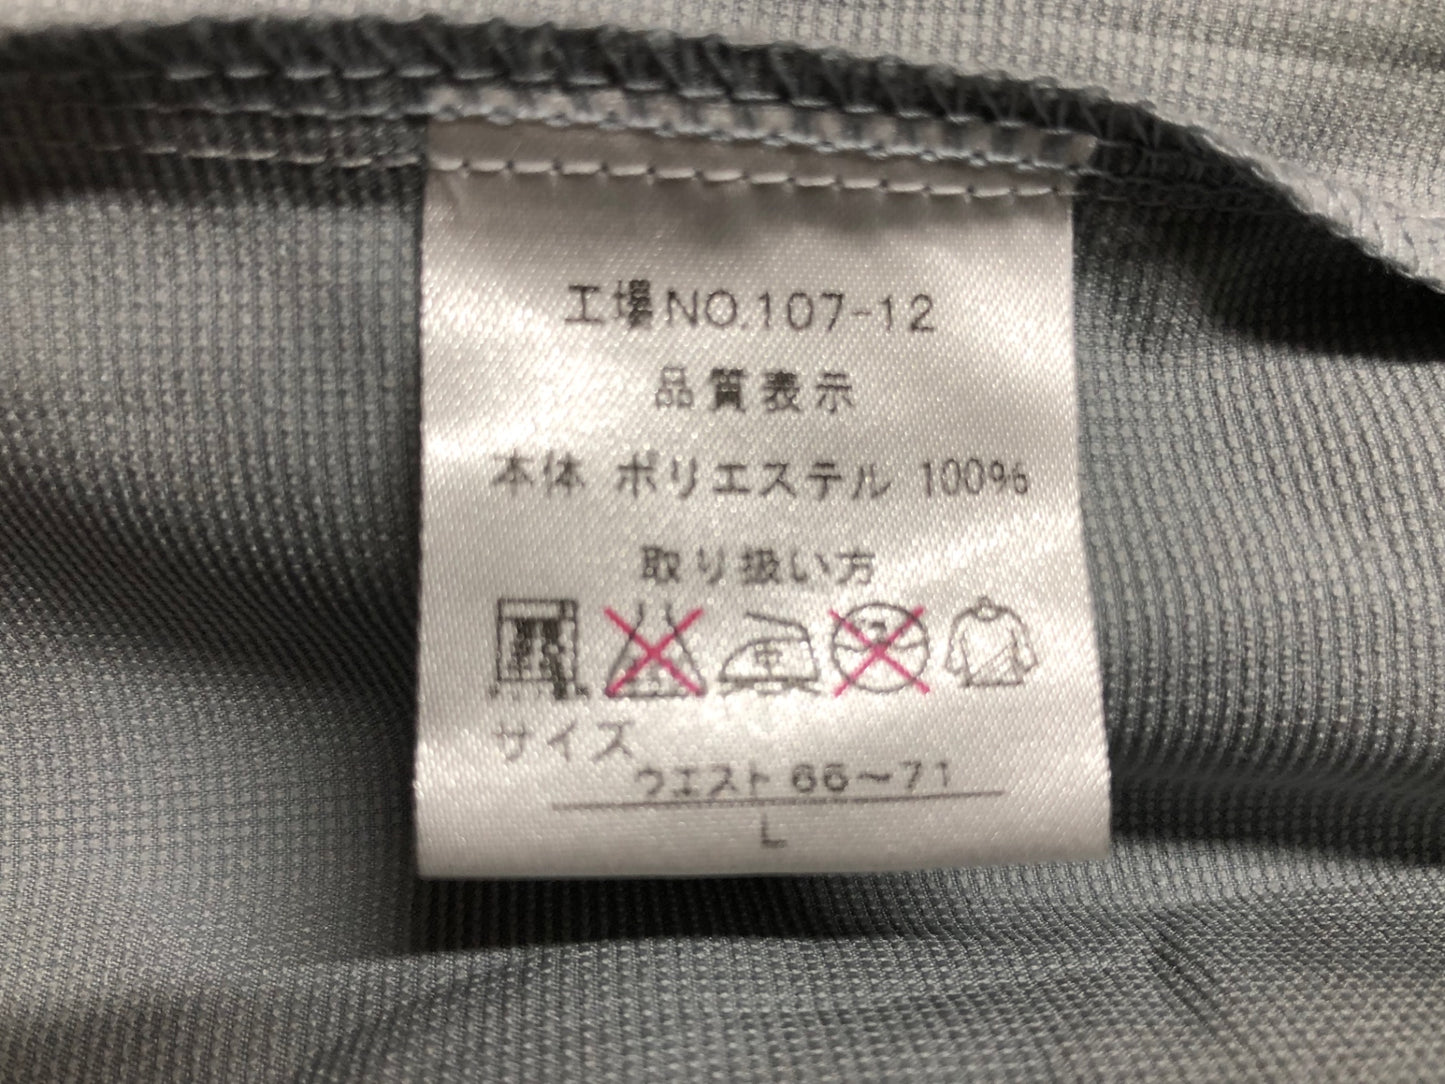 工場NO.107-12
品質表示
本体 ポリエステル 100%
取り扱い方
中
サイズ
ウエスト 66〜71
L